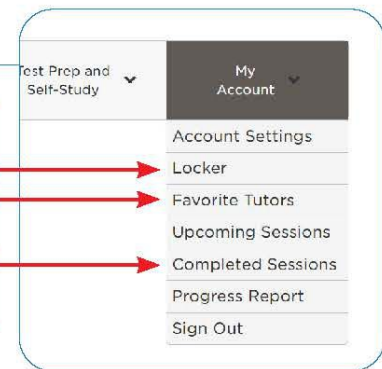 Test Prep and
Self-Study
My
Account
Account Settings
Locker
Favorite Tutors
Upcoming Sessions
Completed Sessions
Progress Report
Sign Out